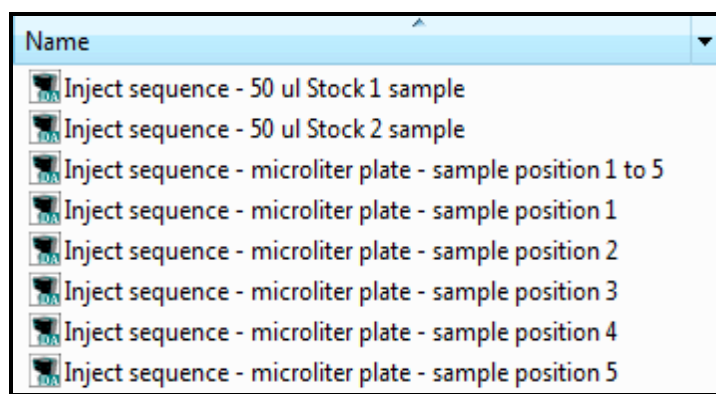 Name
Inject sequence - 50 ul Stock 1 sample
Inject sequence - 50 ul Stock 2 sample
Inject sequence - microliter plate - sample position 1 to 5
Inject sequence - microliter plate - sample position 1
Inject sequence - microliter plate - sample position 2
Inject sequence - microliter plate - sample position 3
Inject sequence - microliter plate - sample position 4
Inject sequence - microliter plate - sample position 5